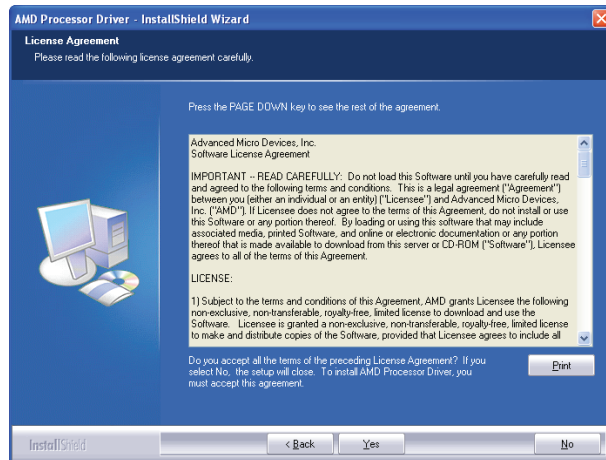 AMD Processor Driver - InstallShield Wizard
License Agreement
Please read the following license agreement carefully.
Press the PAGE DOWN key to see the rest of the agreement.
Advanced Micro Devices, Inc.
Software License Agreement
IMPORTANT -- READ CAREFULLY: Do not load this Software until you have carefully read
and agreed to the following terms and conditions. This is a legal agreement ("Agreement")
between you (either an individual or an entity) ("Licensee") and Advanced Micro Devices,
Inc. ("AMD"). If Licensee does not agree to the terms of this Agreement, do not install or use
this Software or any portion thereof. By loading or using this software that may include
associated media, printed Software, and online or electronic documentation or any portion
thereof that is made available to download from this server or CD-ROM ("Software"), Licensee
agrees to all of the terms of this Agreement.
LICENSE:
1) Subject to the terms and conditions of this Agreement, AMD grants Licensee the following
non-exclusive, non-transferable, royalty-free, limited license to download and use the
Software. Licensee is granted a non-exclusive, non-transferable, royalty-free, limited license
to make and distribute copies of the Software, provided that Licensee agrees to include all
Do you accept all the terms of the preceding License Agreement? If you
select No, the setup will close. To install AMD Processor Driver, you
must accept this agreement.
Print
InstallShield
< Back
Yes
No